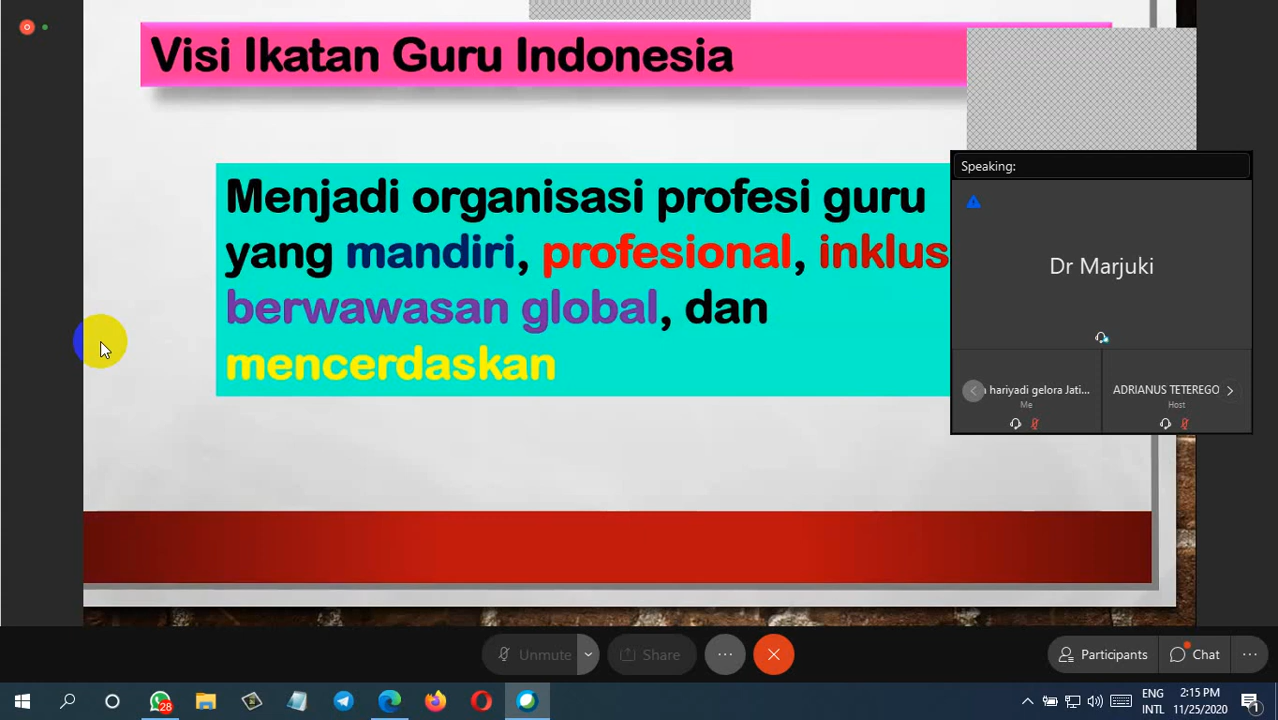 Visi Ikatan Guru Indonesia
Menjadi organisasi profesi guru
yang mandiri, profesional, inklus
berwawasan global, dan
mencerdaskan
Speaking:
Dr Marjuki
hariyadi gelora Jati...
Me
ADRIANUS TETEREGO
Host
Unmute
Share
Participants
Chat
28
ENG
INTL
2:15 PM
11/25/2020
1